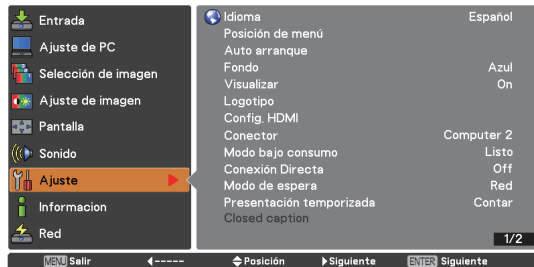 Entrada
Ajuste de PC
Selección de imagen
Ajuste de imagen
Pantalla
Sonido
Ajuste
Informacion
Red
Idioma Español
Posición de menú
Auto arranque
Fondo Azul
Visualizar On
Logotipo
Config. HDMI
Conector Computer 2
Modo bajo consumo Listo
Conexión Directa Off
Modo de espera Red
Presentación temporizada Contar
Closed caption
1/2
MENU Salir ◀----- Posición ▶Siguiente ENTER Siguiente